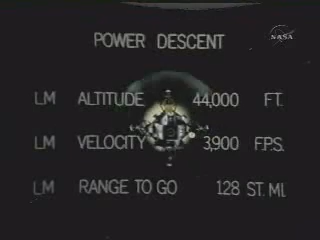 NASA
POWER DESCENT
LM ALTITUDE 44,000 FT.
LM VELOCITY 3,900 F.P.S.
LM RANGE TO GO 128 ST. MI.